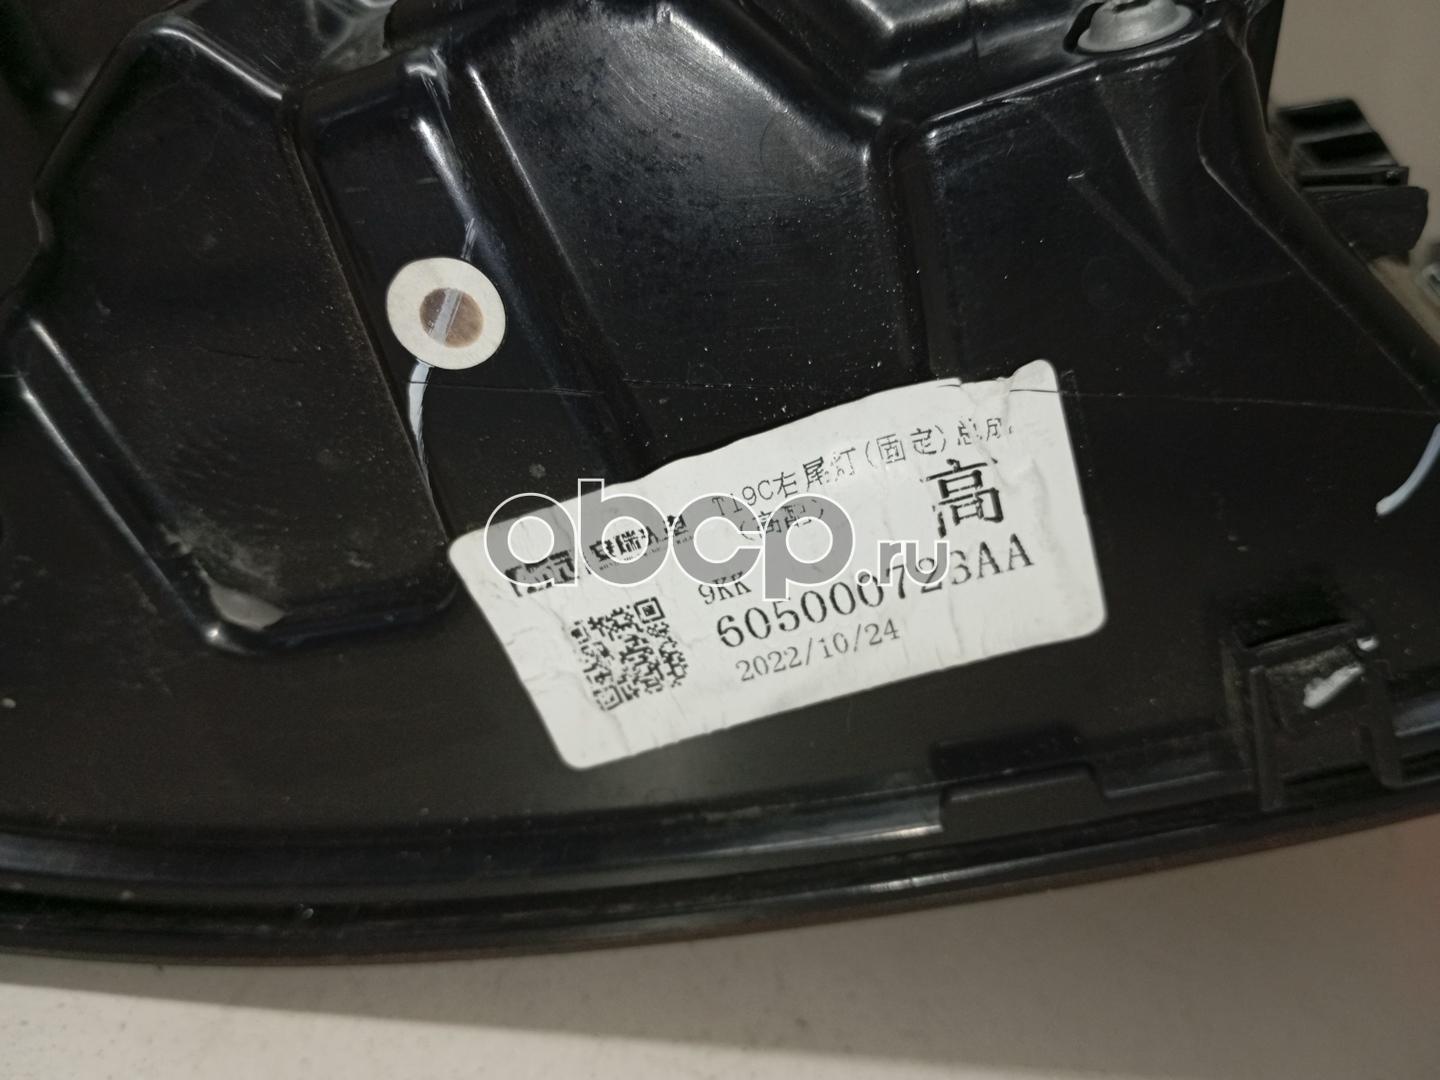 T19C右尾灯(固定)总成
(高配)
高
9KK
605000723AA
2022/10/24
abcp.ru